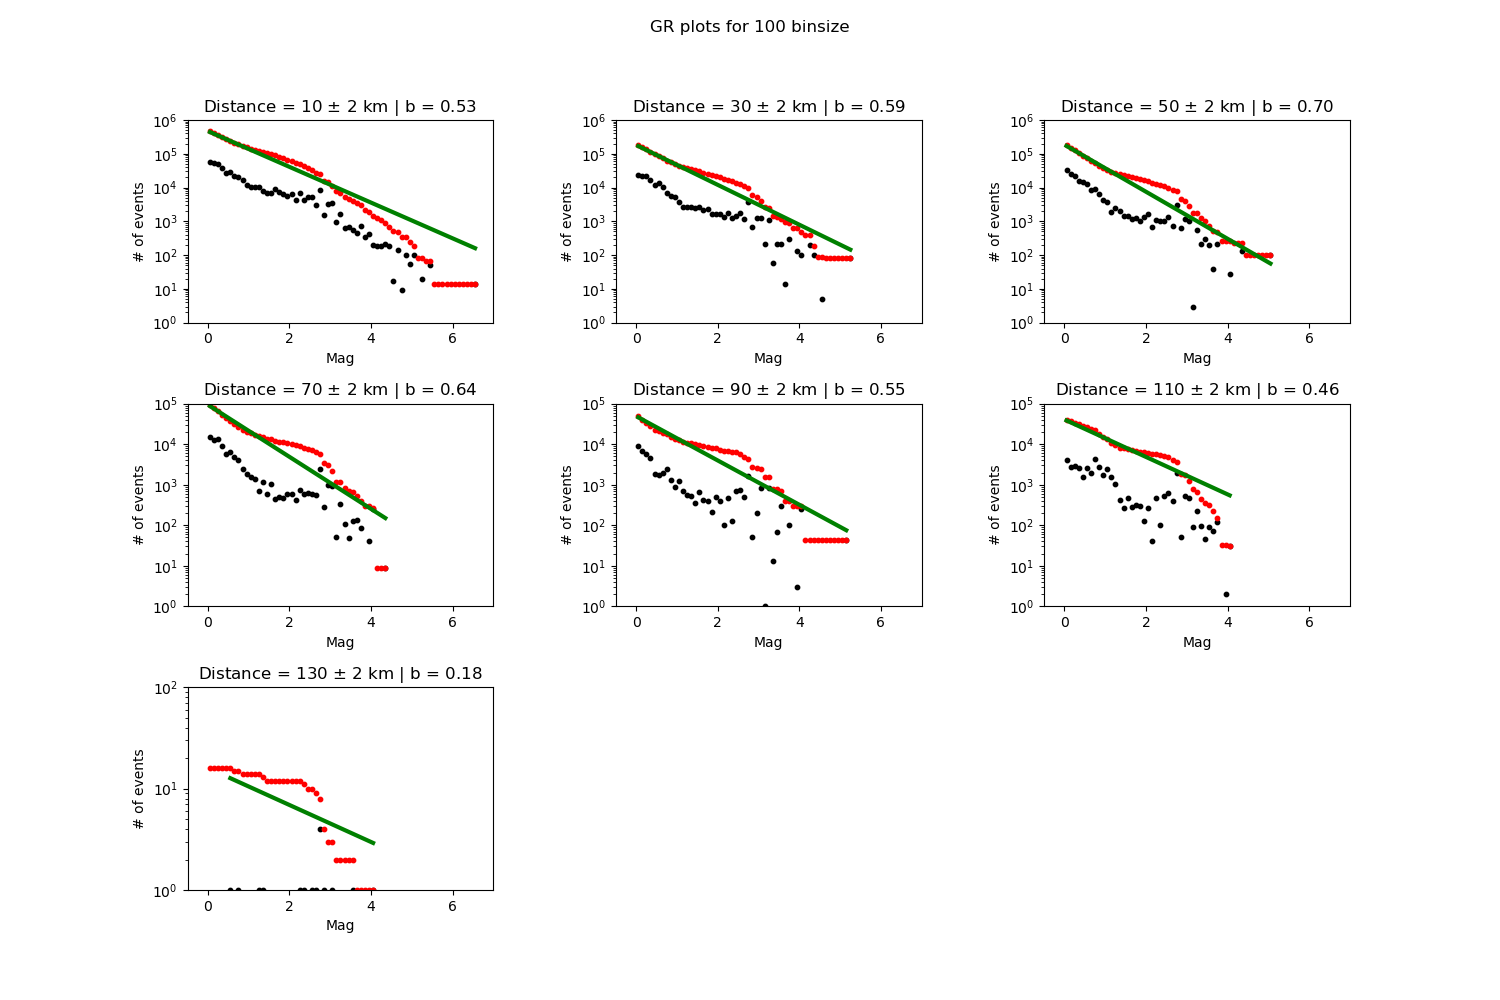 GR plots for 100 binsize
Distance = 10 ± 2 km | b = 0.53
Distance = 30 ± 2 km | b = 0.59
Distance = 50 ± 2 km | b = 0.70
# of events
10^6
10^5
10^4
10^3
10^2
10^1
10^0
0 2 4 6
Mag
# of events
10^6
10^5
10^4
10^3
10^2
10^1
10^0
0 2 4 6
Mag
# of events
10^6
10^5
10^4
10^3
10^2
10^1
10^0
0 2 4 6
Mag
Distance = 70 ± 2 km | b = 0.64
Distance = 90 ± 2 km | b = 0.55
Distance = 110 ± 2 km | b = 0.46
# of events
10^5
10^4
10^3
10^2
10^1
10^0
0 2 4 6
Mag
# of events
10^5
10^4
10^3
10^2
10^1
10^0
0 2 4 6
Mag
# of events
10^5
10^4
10^3
10^2
10^1
10^0
0 2 4 6
Mag
Distance = 130 ± 2 km | b = 0.18
# of events
10^2
10^1
10^0
0 2 4 6
Mag